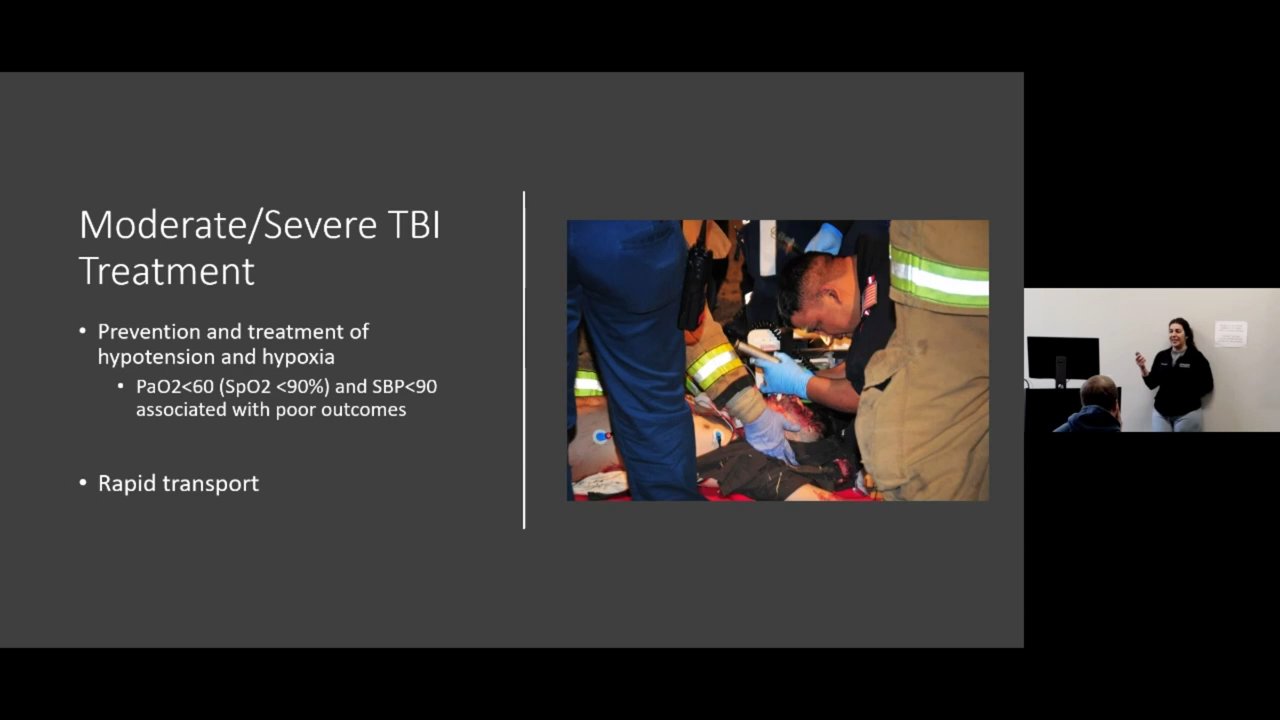 Moderate/Severe TBI
Treatment
• Prevention and treatment of
hypotension and hypoxia
• PaO2<60 (SpO2 <90%) and SBP<90
associated with poor outcomes
• Rapid transport